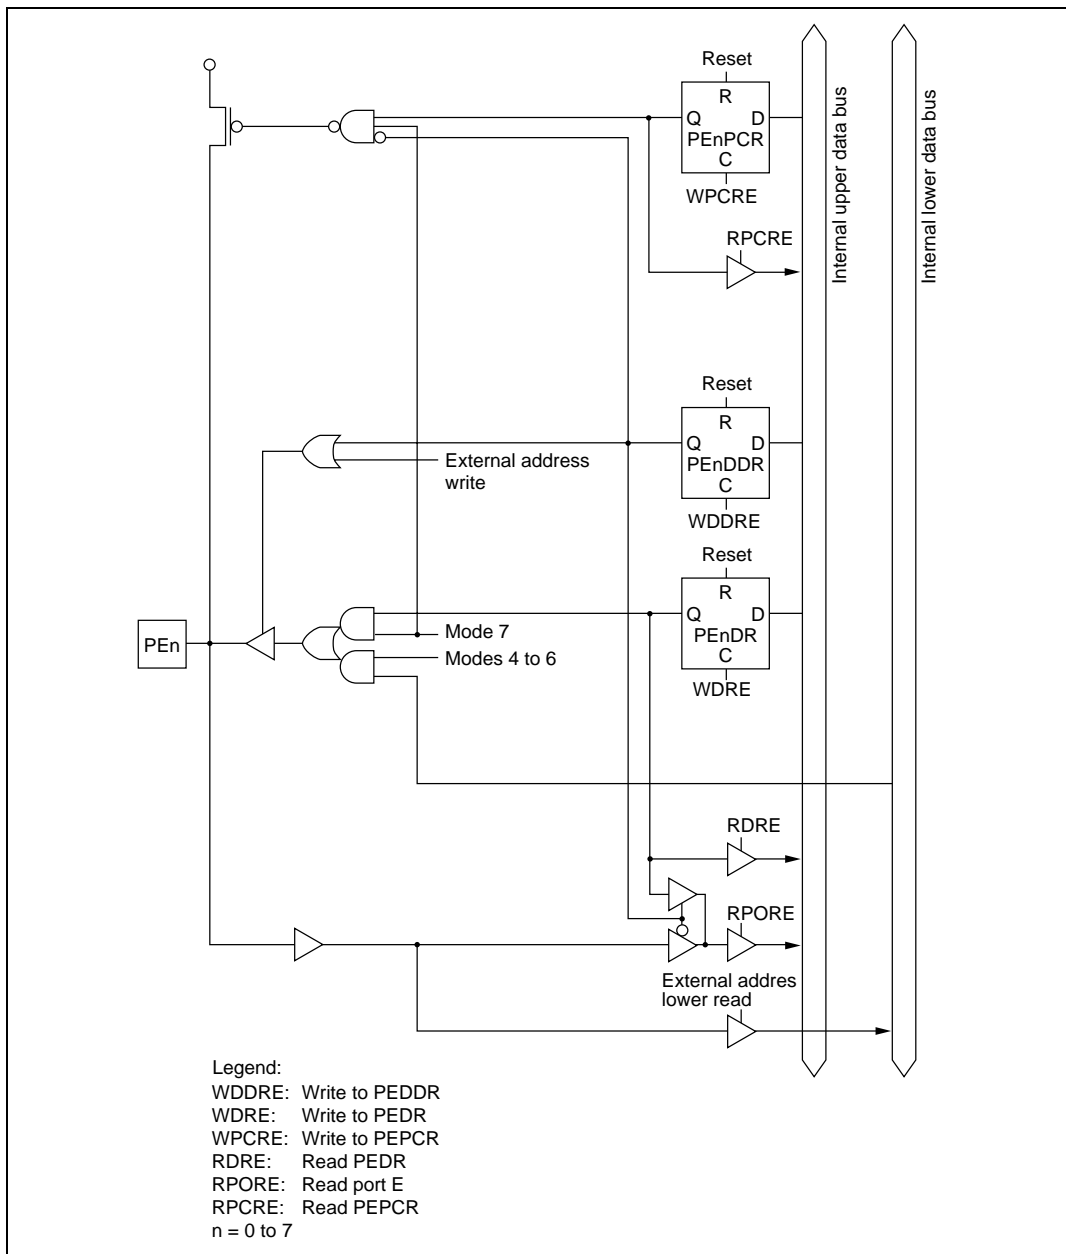 Reset
R
Q D
PEnPCR
C
WPCRE
RPCRE
Internal upper data bus
Internal lower data bus
Reset
R
Q D
PEnDDR
C
WDDRE
External address
write
Reset
R
Q D
PEnDR
C
WDRE
PEn
Mode 7
Modes 4 to 6
RDRE
RPORE
External addres
lower read
Legend:
WDDRE: Write to PEDDR
WDRE: Write to PEDR
WPCRE: Write to PEPCR
RDRE: Read PEDR
RPORE: Read port E
RPCRE: Read PEPCR
n = 0 to 7